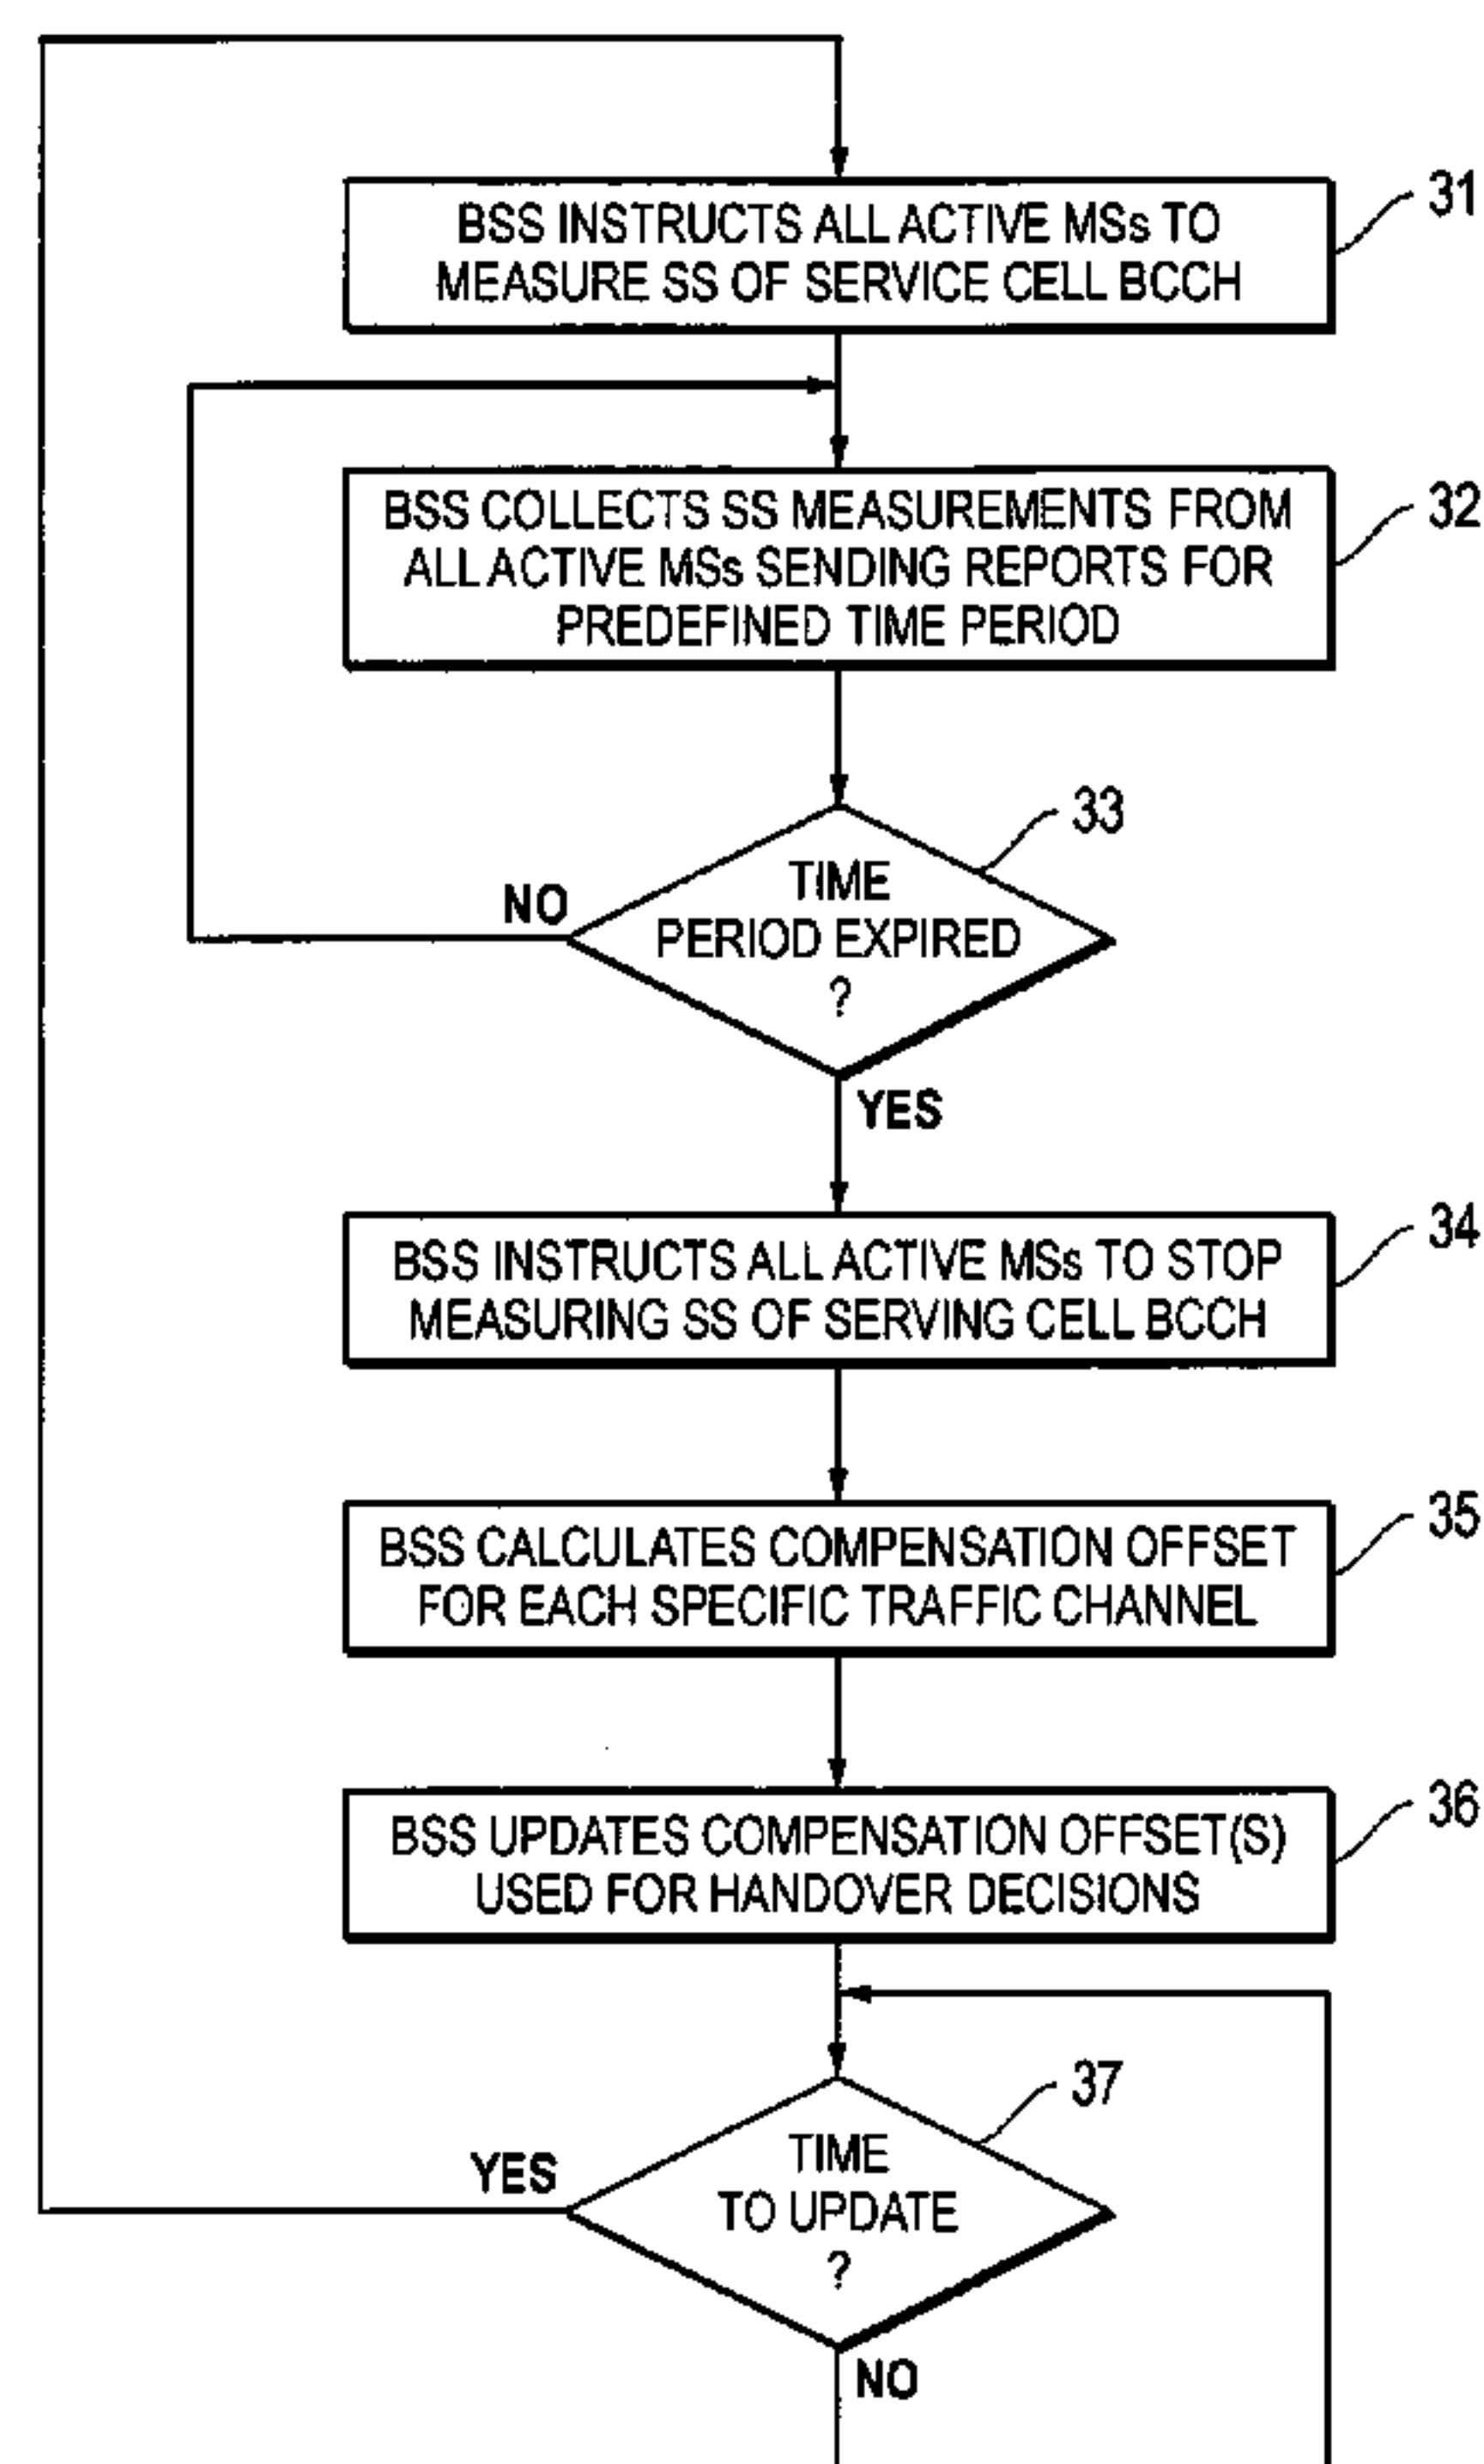 31
BSS INSTRUCTS ALL ACTIVE MSs TO
MEASURE SS OF SERVICE CELL BCCH
32
BSS COLLECTS SS MEASUREMENTS FROM
ALL ACTIVE MSs SENDING REPORTS FOR
PREDEFINED TIME PERIOD
33
TIME
PERIOD EXPIRED
?
NO
YES
34
BSS INSTRUCTS ALL ACTIVE MSs TO STOP
MEASURING SS OF SERVING CELL BCCH
35
BSS CALCULATES COMPENSATION OFFSET
FOR EACH SPECIFIC TRAFFIC CHANNEL
36
BSS UPDATES COMPENSATION OFFSET(S)
USED FOR HANDOVER DECISIONS
37
TIME
TO UPDATE
?
YES
NO